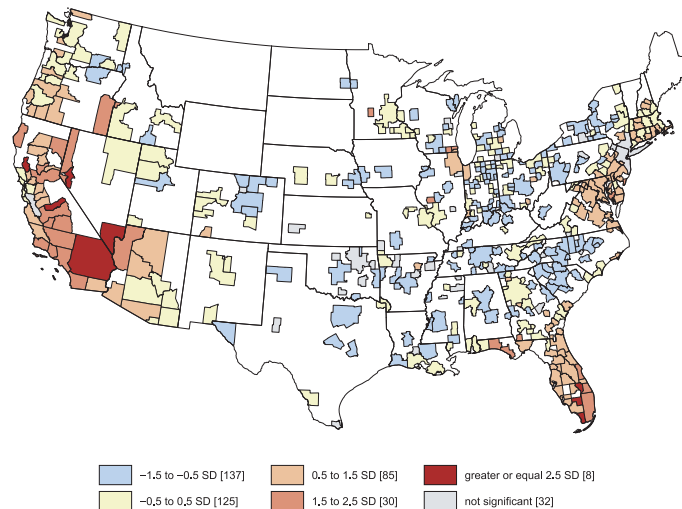 −1.5 to −0.5 SD [137]
0.5 to 1.5 SD [85]
greater or equal 2.5 SD [8]
−0.5 to 0.5 SD [125]
1.5 to 2.5 SD [30]
not significant [32]